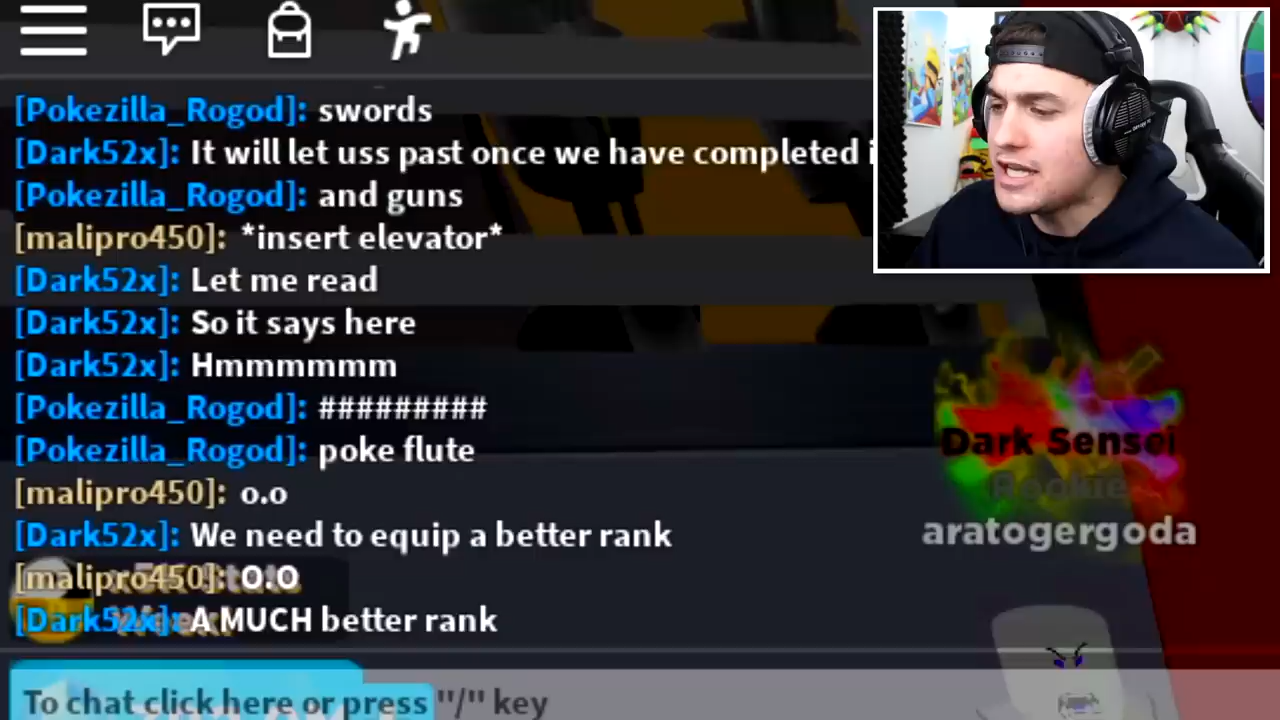 [Pokezilla_Rogod]: swords
[Dark52x]: It will let uss past once we have completed
[Pokezilla_Rogod]: and guns
[malipro450]: *insert elevator*
[Dark52x]: Let me read
[Dark52x]: So it says here
[Dark52x]: Hmmmmmm
[Pokezilla_Rogod]: #########
[Pokezilla_Rogod]: poke flute
[malipro450]: o.o
[Dark52x]: We need to equip a better rank
[malipro450]: O.O
[Dark52x]: A MUCH better rank
To chat click here or press "/" key
Dark Sensei
Rookie
aratogergoda